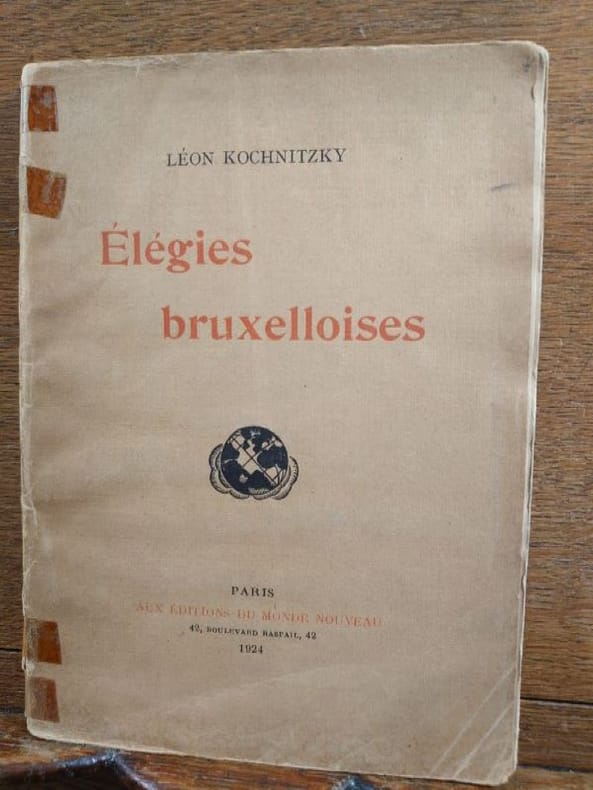 LÉON KOCHNITZKY
Élégies
bruxelloises
PARIS
AUX ÉDITIONS DU MONDE NOUVEAU
42, BOULEVARD RASPAIL, 42
1924